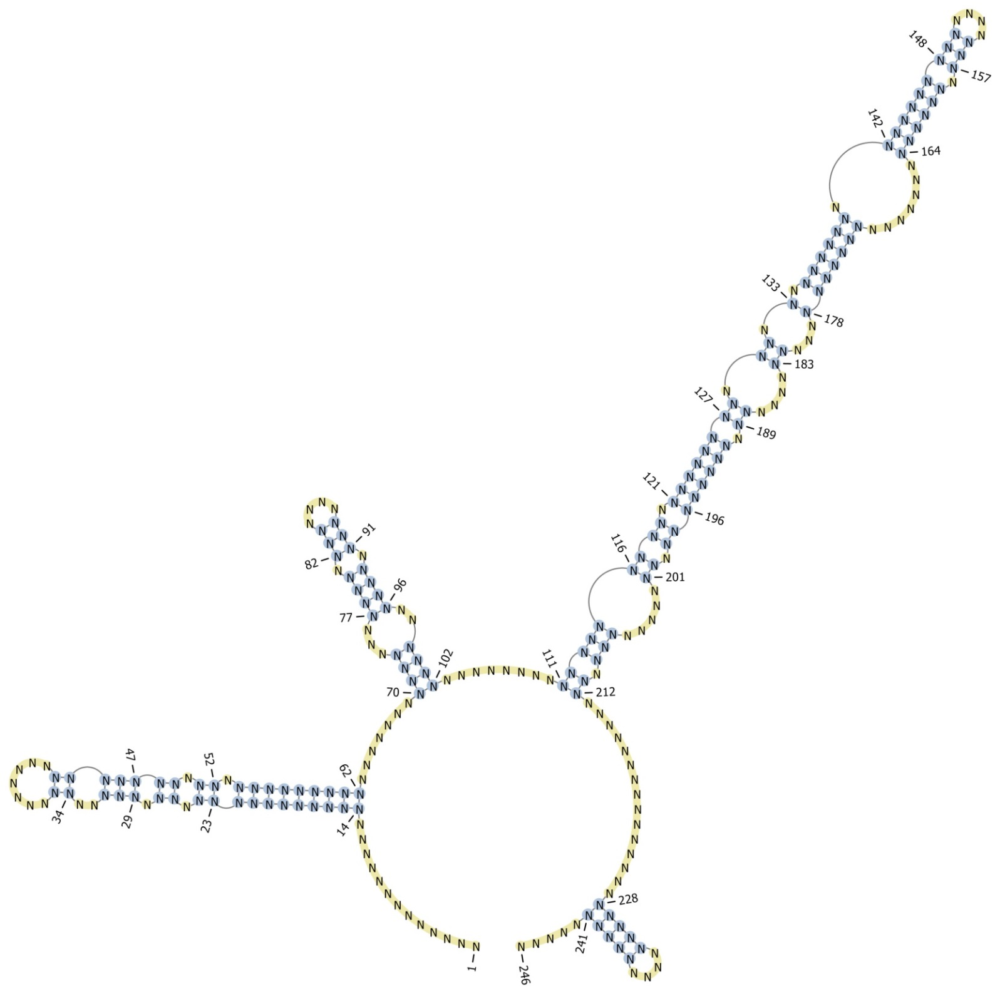 1
N N N N N N N N N N N N N
14
N N N N N N N N N
23
N N N N N N
29
N N N N N
34
N N N N N N N N N N N N N
47
N N N N N
52
N N N N N N N N N N
62
N N N N N N N N
70
N N N N N N N
77
N N N N N
82
N N N N N N N N N
91
N N N N N
96
N N N N N N
102
N N N N N N N N N
111
N N N N N
116
N N N N N
121
N N N N N N
127
N N N N N N
133
N N N N N N N N N
142
N N N N N N
148
N N N N N N N N N
157
N N N N N N N
164
N N N N N N N N N N N N N N
178
N N N N N
183
N N N N N N
189
N N N N N N N
196
N N N N N
201
N N N N N N N N N N N
212
N N N N N N N N N N N N N N N N
228
N N N N N N N N N N N N N
241
N N N N N
246
N